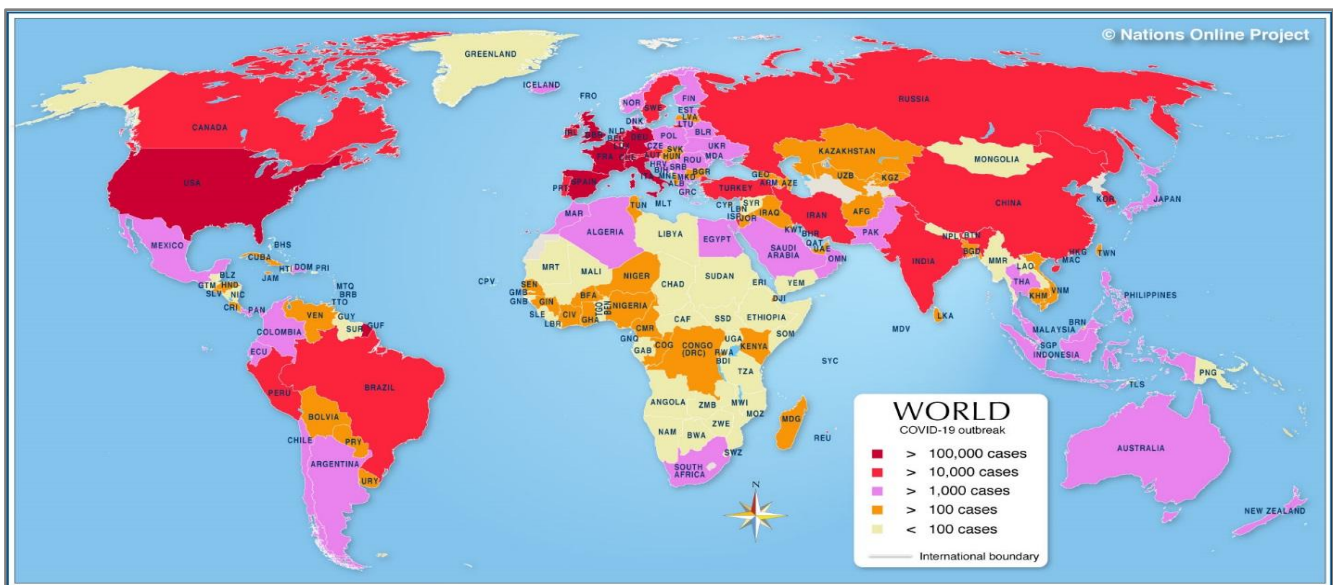 © Nations Online Project
GREENLAND
ICELAND
FRO
NOR
SWE
FIN
RUSSIA
CANADA
EST
LVA
LTU
DNK
IRL
GBR
NLD
BEL
DEU
POL
BLR
CZE
UKR
SVK
FRA
AUT
HUN
MDA
ROU
HRV
SRB
BIH
MNE
MKD
BGR
ALB
ITA
GRC
KAZAKHSTAN
MONGOLIA
USA
PRT
SPAIN
GEO
ARM
AZE
UZB
KGZ
TURKEY
CHINA
KOR
JAPAN
MLT
TUN
CYP
SYR
LBN
ISR
JOR
IRAQ
IRAN
AFG
MAR
ALGERIA
LIBYA
EGYPT
KWT
BHR
QAT
UAE
SAUDI
ARABIA
OMN
PAK
NPL
BTN
INDIA
BGD
MMR
LAO
HKG
MAC
TWN
MEXICO
BHS
CUBA
HTI
DOM
PRI
JAM
BLZ
GTM
HND
SLV
NIC
CRI
PAN
MTQ
BRB
TTO
CPV
MRT
MALI
NIGER
CHAD
SUDAN
ERI
YEM
DJI
THA
KHM
VNM
PHILIPPINES
SEN
GMB
GNB
GIN
SLE
LBR
CIV
BFA
GHA
TGO
BEN
NIGERIA
CMR
CAF
SSD
ETHIOPIA
SOM
LKA
MDV
VEN
GUY
SUR
GUF
COLOMBIA
ECU
GNQ
GAB
COG
CONGO
(DRC)
UGA
KENYA
RWA
BDI
TZA
SYC
BRN
MALAYSIA
SGP
INDONESIA
PNG
TLS
PERU
BRAZIL
BOLVIA
PRY
CHILE
ARGENTINA
URY
ANGOLA
ZMB
MWI
MOZ
ZWE
NAM
BWA
MDG
REU
SWZ
SOUTH
AFRICA
AUSTRALIA
NEW ZEALAND
N
WORLD
COVID-19 outbreak
> 100,000 cases
> 10,000 cases
> 1,000 cases
> 100 cases
< 100 cases
International boundary